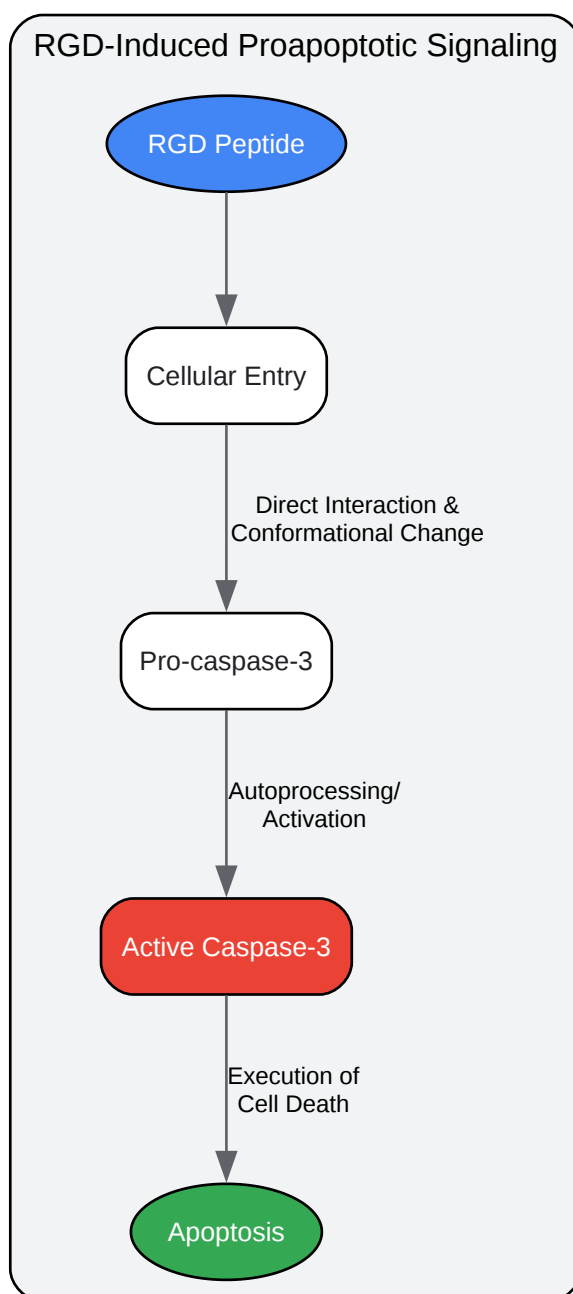 RGD-Induced Proapoptotic Signaling
RGD Peptide
Cellular Entry
Direct Interaction &
Conformational Change
Pro-caspase-3
Autoprocessing/
Activation
Active Caspase-3
Execution of
Cell Death
Apoptosis